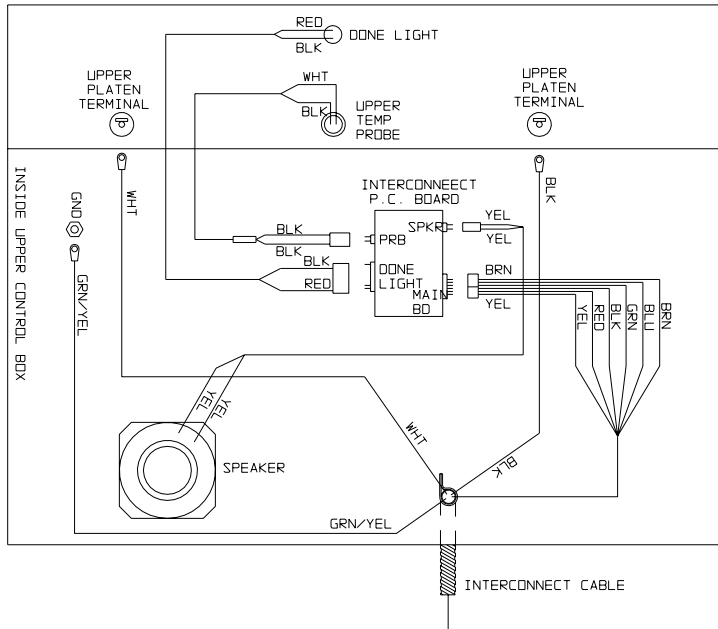 RED
DONE LIGHT
BLK
WHT
BLK
UPPER
TEMP
PROBE
UPPER
PLATEN
TERMINAL
UPPER
PLATEN
TERMINAL
INSIDE UPPER CONTROL BOX
GND
GRN/YEL
WHT
BLK
INTERCONNEECT
P.C. BOARD
SPKR
PRB
DONE
LIGHT
MAIN
BD
YEL
YEL
BLK
BLK
BLK
RED
BRN
YEL
YEL
RED
BLK
GRN
BLU
BRN
YEL
YEL
SPEAKER
WHT
BLK
GRN/YEL
INTERCONNECT CABLE